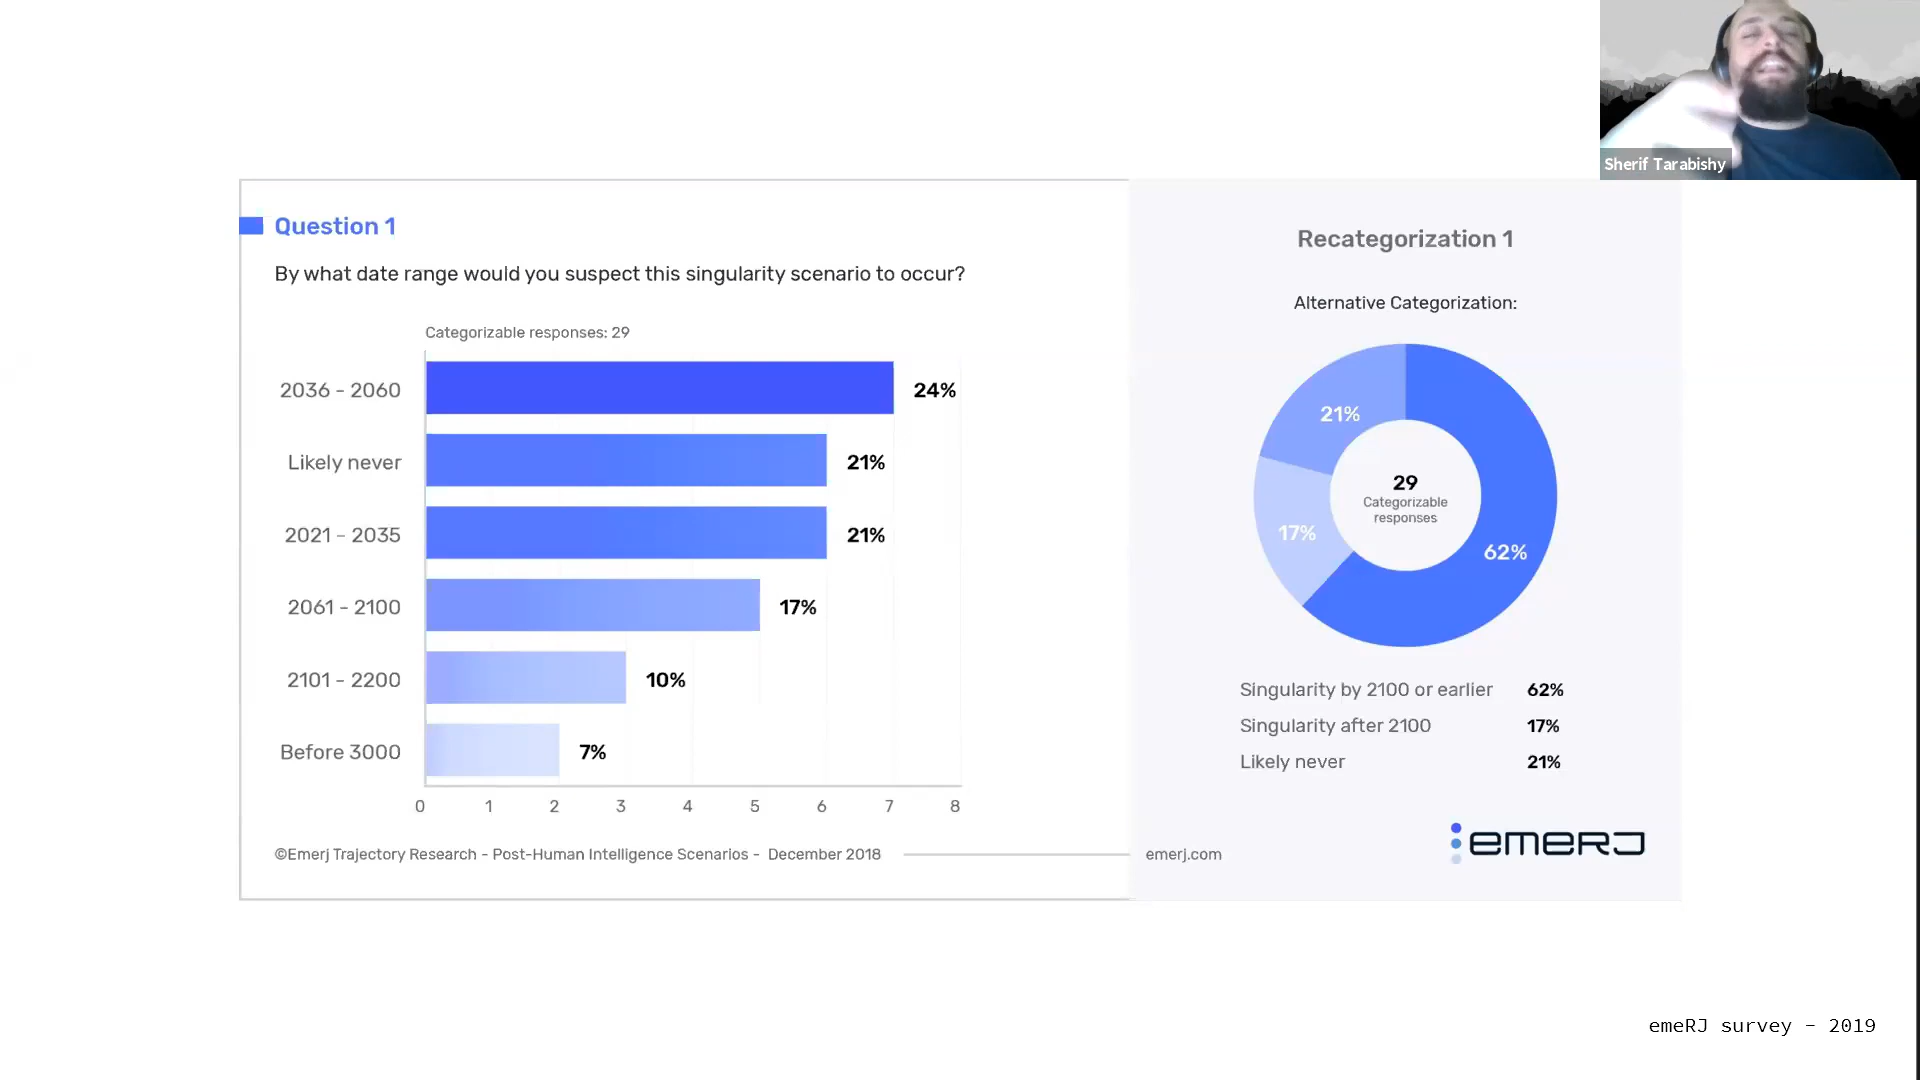 Sherif Tarabishy
Question 1
By what date range would you suspect this singularity scenario to occur?
Categorizable responses: 29
2036 - 2060 24%
Likely never 21%
2021 - 2035 21%
2061 - 2100 17%
2101 - 2200 10%
Before 3000 7%
0 1 2 3 4 5 6 7 8
©Emerj Trajectory Research - Post-Human Intelligence Scenarios - December 2018
Recategorization 1
Alternative Categorization:
21%
17%
62%
29
Categorizable
responses
Singularity by 2100 or earlier 62%
Singularity after 2100 17%
Likely never 21%
emerj.com
emerJ
emeRJ survey - 2019